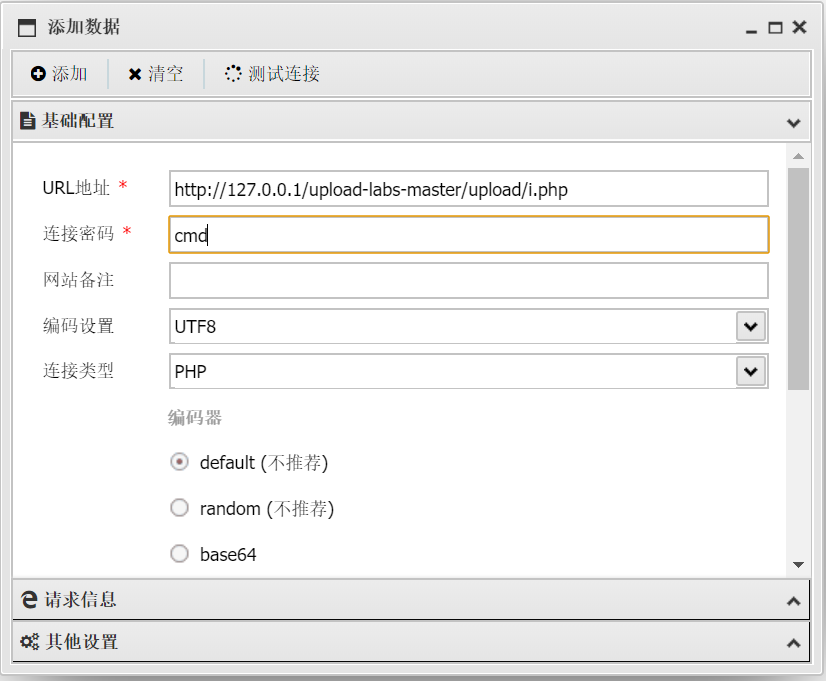 添加数据
添加 清空 测试连接
基础配置
URL地址 * http://127.0.0.1/upload-labs-master/upload/i.php
连接密码 * cmd
网站备注
编码设置 UTF8
连接类型 PHP
编码器
default (不推荐)
random (不推荐)
base64
请求信息
其他设置